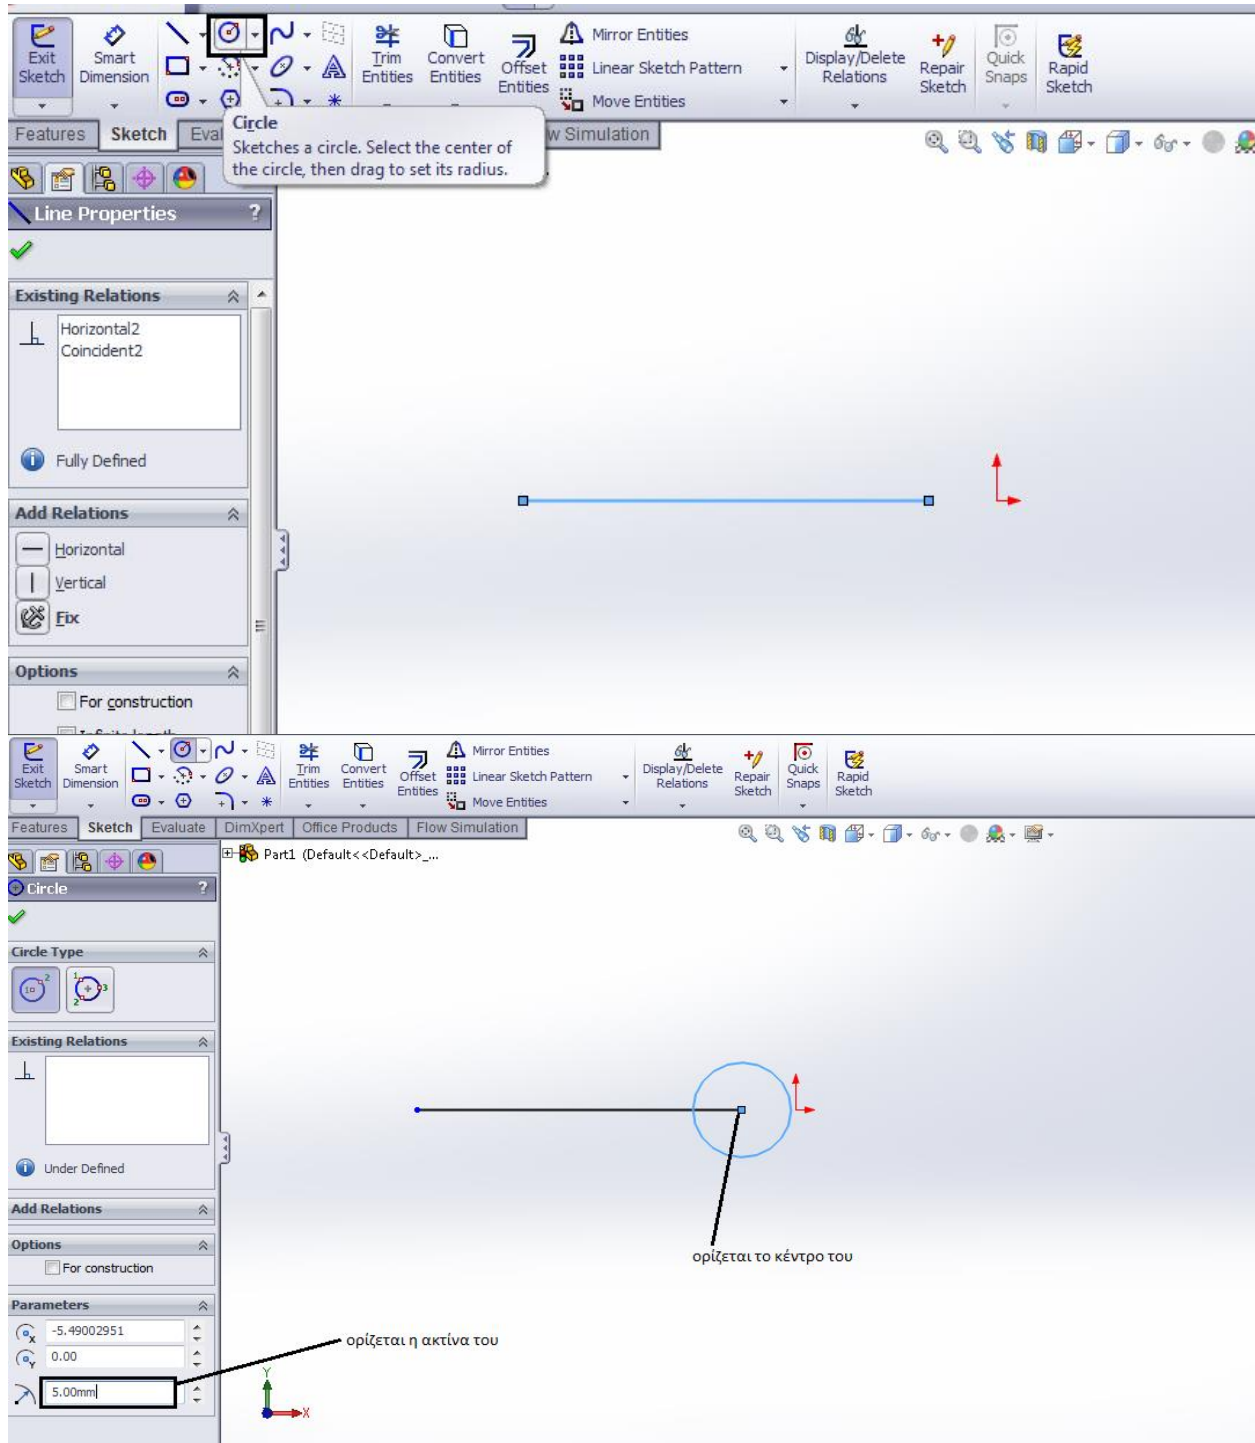 Exit
Sketch
Smart
Dimension
Trim
Entities
Convert
Entities
Offset
Entities
Mirror Entities
Linear Sketch Pattern
Move Entities
Display/Delete
Relations
Repair
Sketch
Quick
Snaps
Rapid
Sketch
Features
Sketch
Eval
w Simulation
Circle
Sketches a circle. Select the center of
the circle, then drag to set its radius.
Line Properties ?
Existing Relations
Horizontal2
Coincident2
Fully Defined
Add Relations
Horizontal
Vertical
Fix
Options
For construction
Exit
Sketch
Smart
Dimension
Trim
Entities
Convert
Entities
Offset
Entities
Mirror Entities
Linear Sketch Pattern
Move Entities
Display/Delete
Relations
Repair
Sketch
Quick
Snaps
Rapid
Sketch
Features
Sketch
Evaluate
DimXpert
Office Products
Flow Simulation
Part1 (Default<<Default>_...
Circle ?
Circle Type
Existing Relations
Under Defined
Add Relations
Options
For construction
Parameters
-5.49002951
0.00
5.00mm
ορίζεται το κέντρο του
ορίζεται η ακτίνα του
Y
X